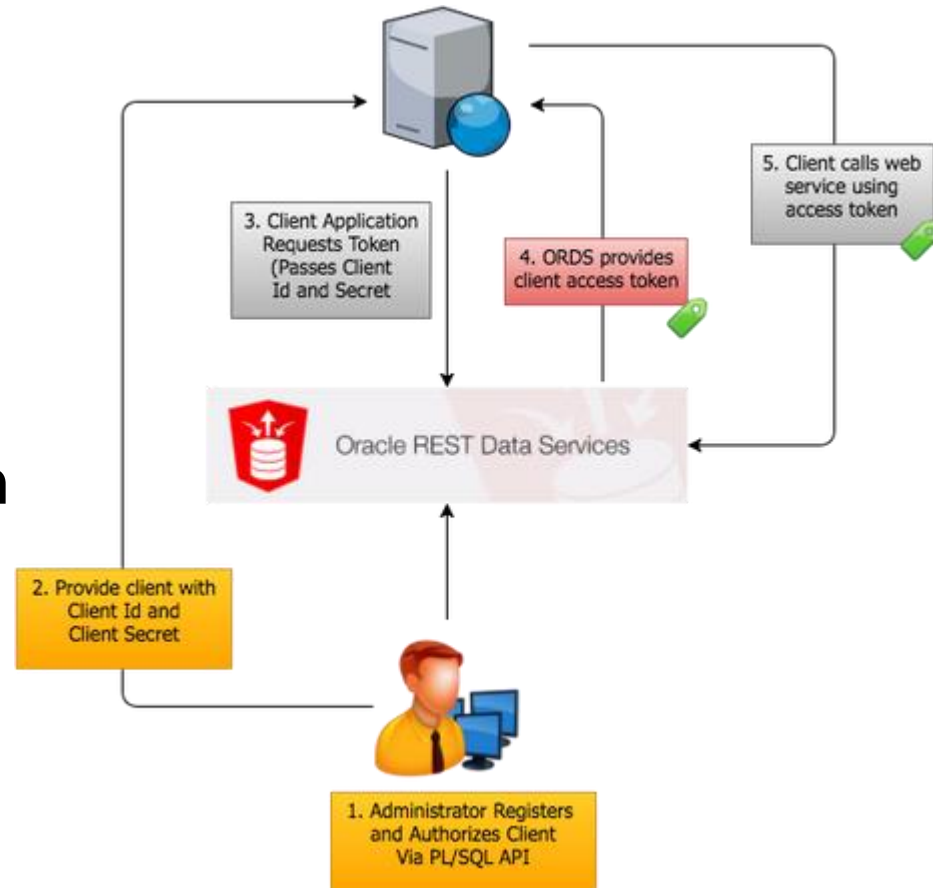 5. Client calls web
service using
access token
3. Client Application
Requests Token
(Passes Client
Id and Secret
4. ORDS provides
client access token
Oracle REST Data Services
n
2. Provide client with
Client Id and
Client Secret
1. Administrator Registers
and Authorizes Client
Via PL/SQL API